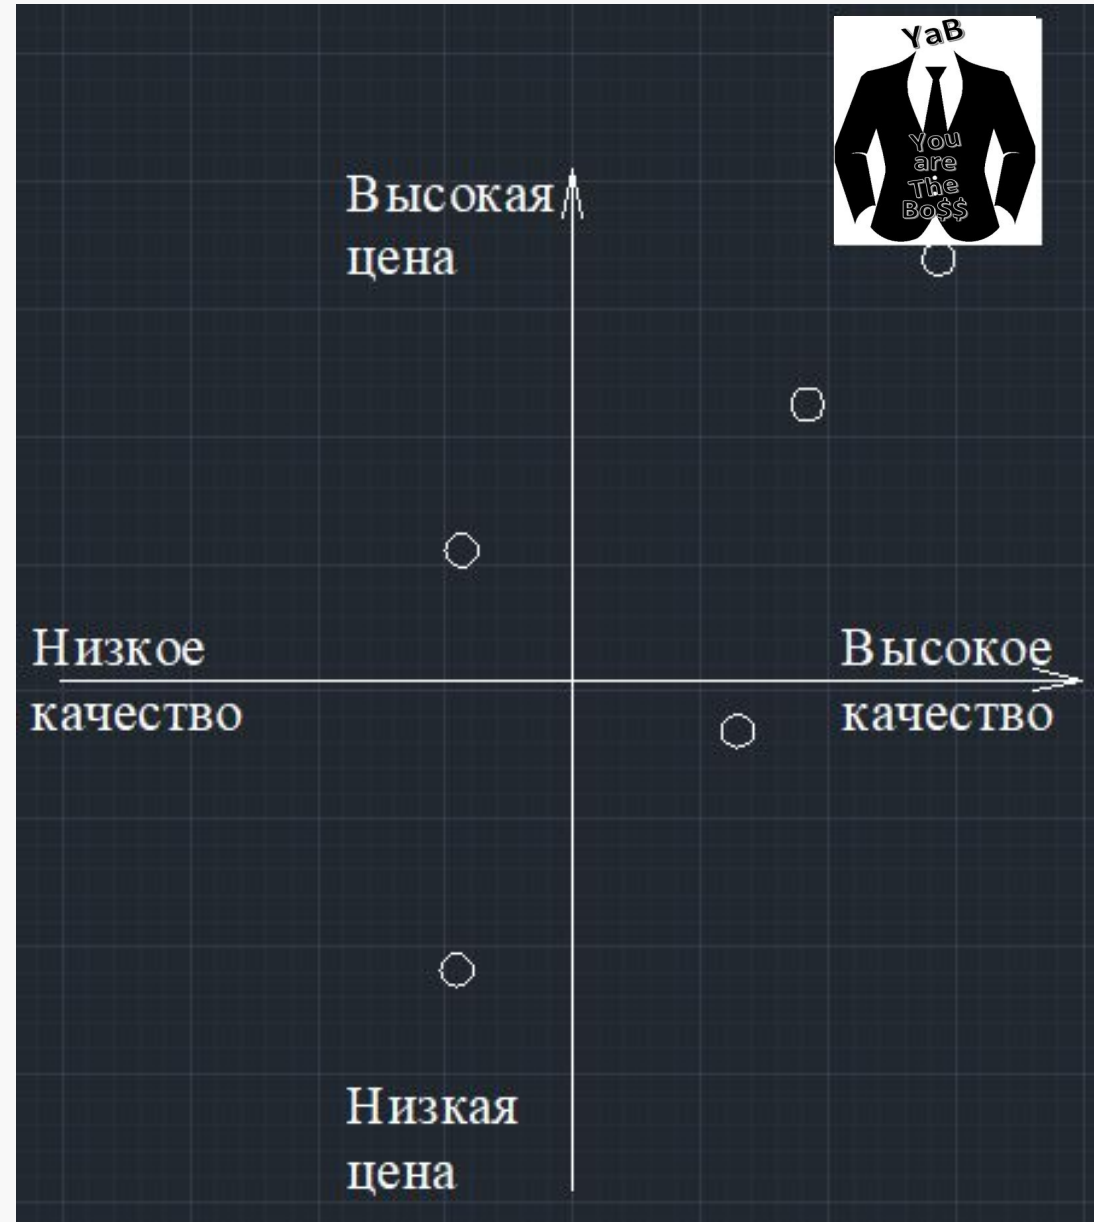 YaB
You
are
The
Bo$$
Высокая
цена
Низкое
качество
Высокое
качество
Низкая
цена